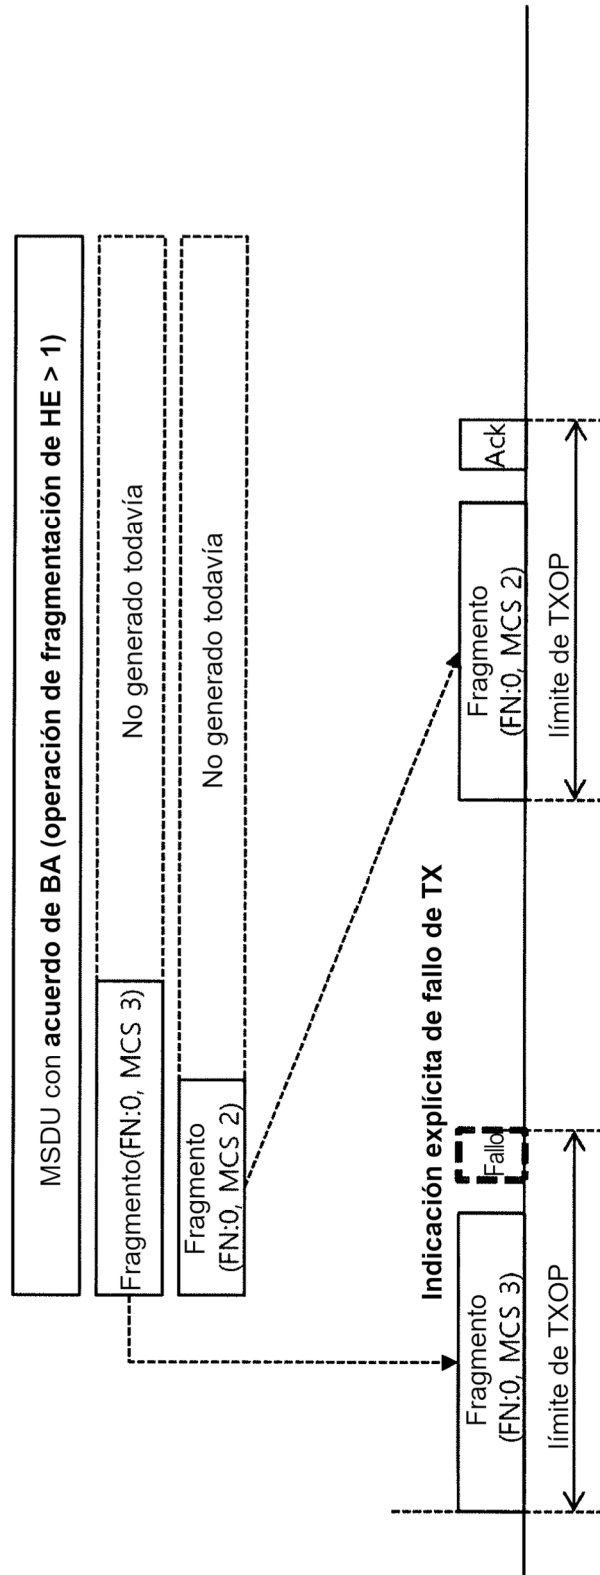 MSDU con acuerdo de BA (operación de fragmentación de HE > 1)
Fragmento(FN:0, MCS 3)
No generado todavía
Fragmento
(FN:0, MCS 2)
No generado todavía
Indicación explícita de fallo de TX
Fragmento
(FN:0, MCS 3)
Fallo
Fragmento
(FN:0, MCS 2)
Ack
límite de TXOP
límite de TXOP